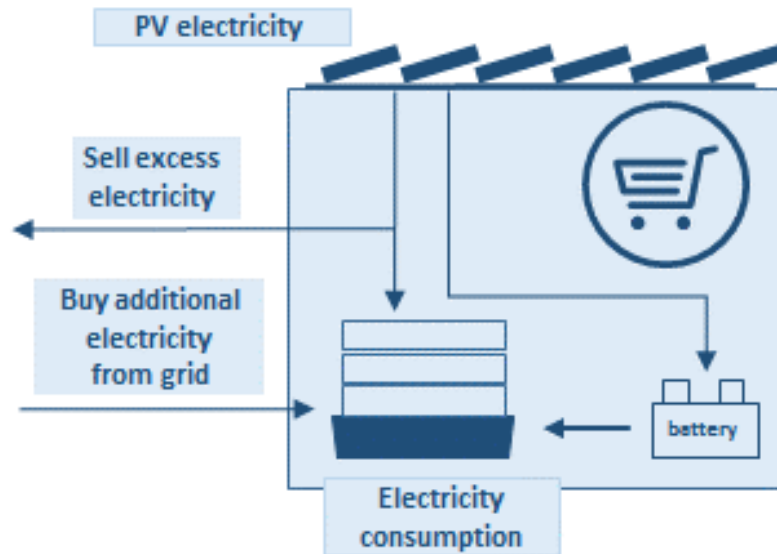 PV electricity
Sell excess
electricity
Buy additional
electricity
from grid
battery
Electricity
consumption